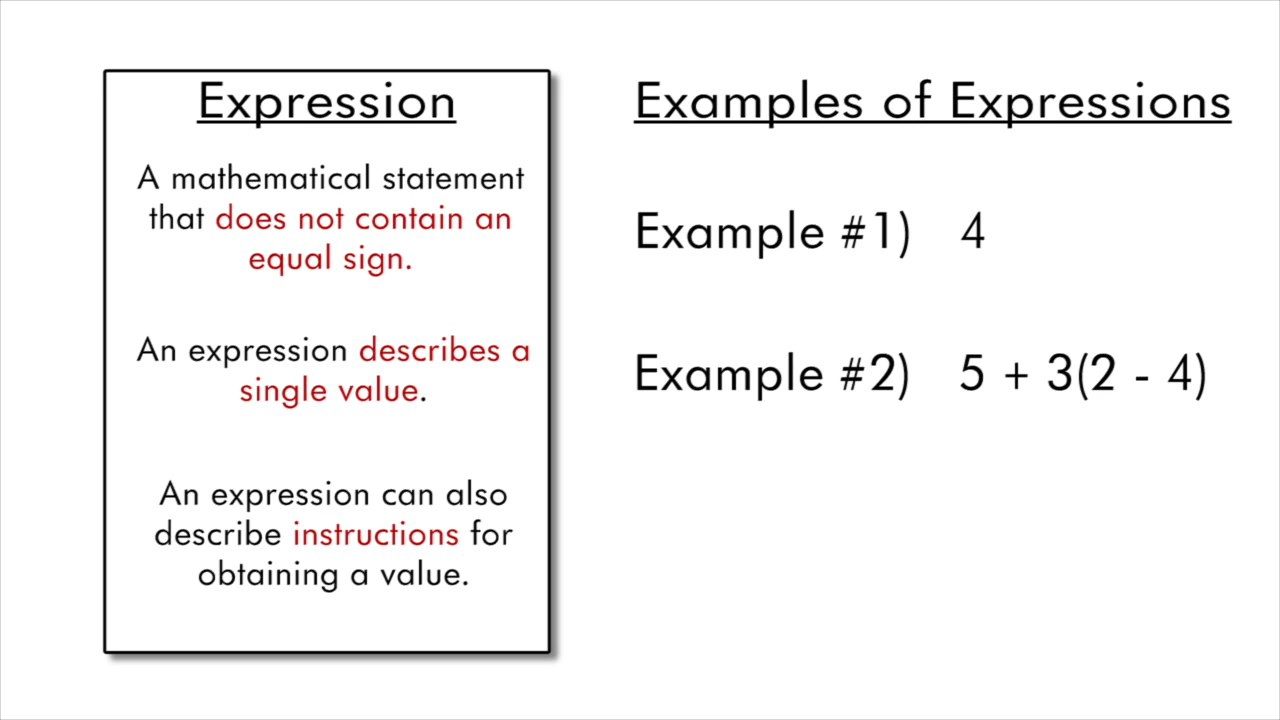 Expression
A mathematical statement
that does not contain an
equal sign.
An expression describes a
single value.
An expression can also
describe instructions for
obtaining a value.
Examples of Expressions
Example #1) 4
Example #2) 5 + 3(2 - 4)